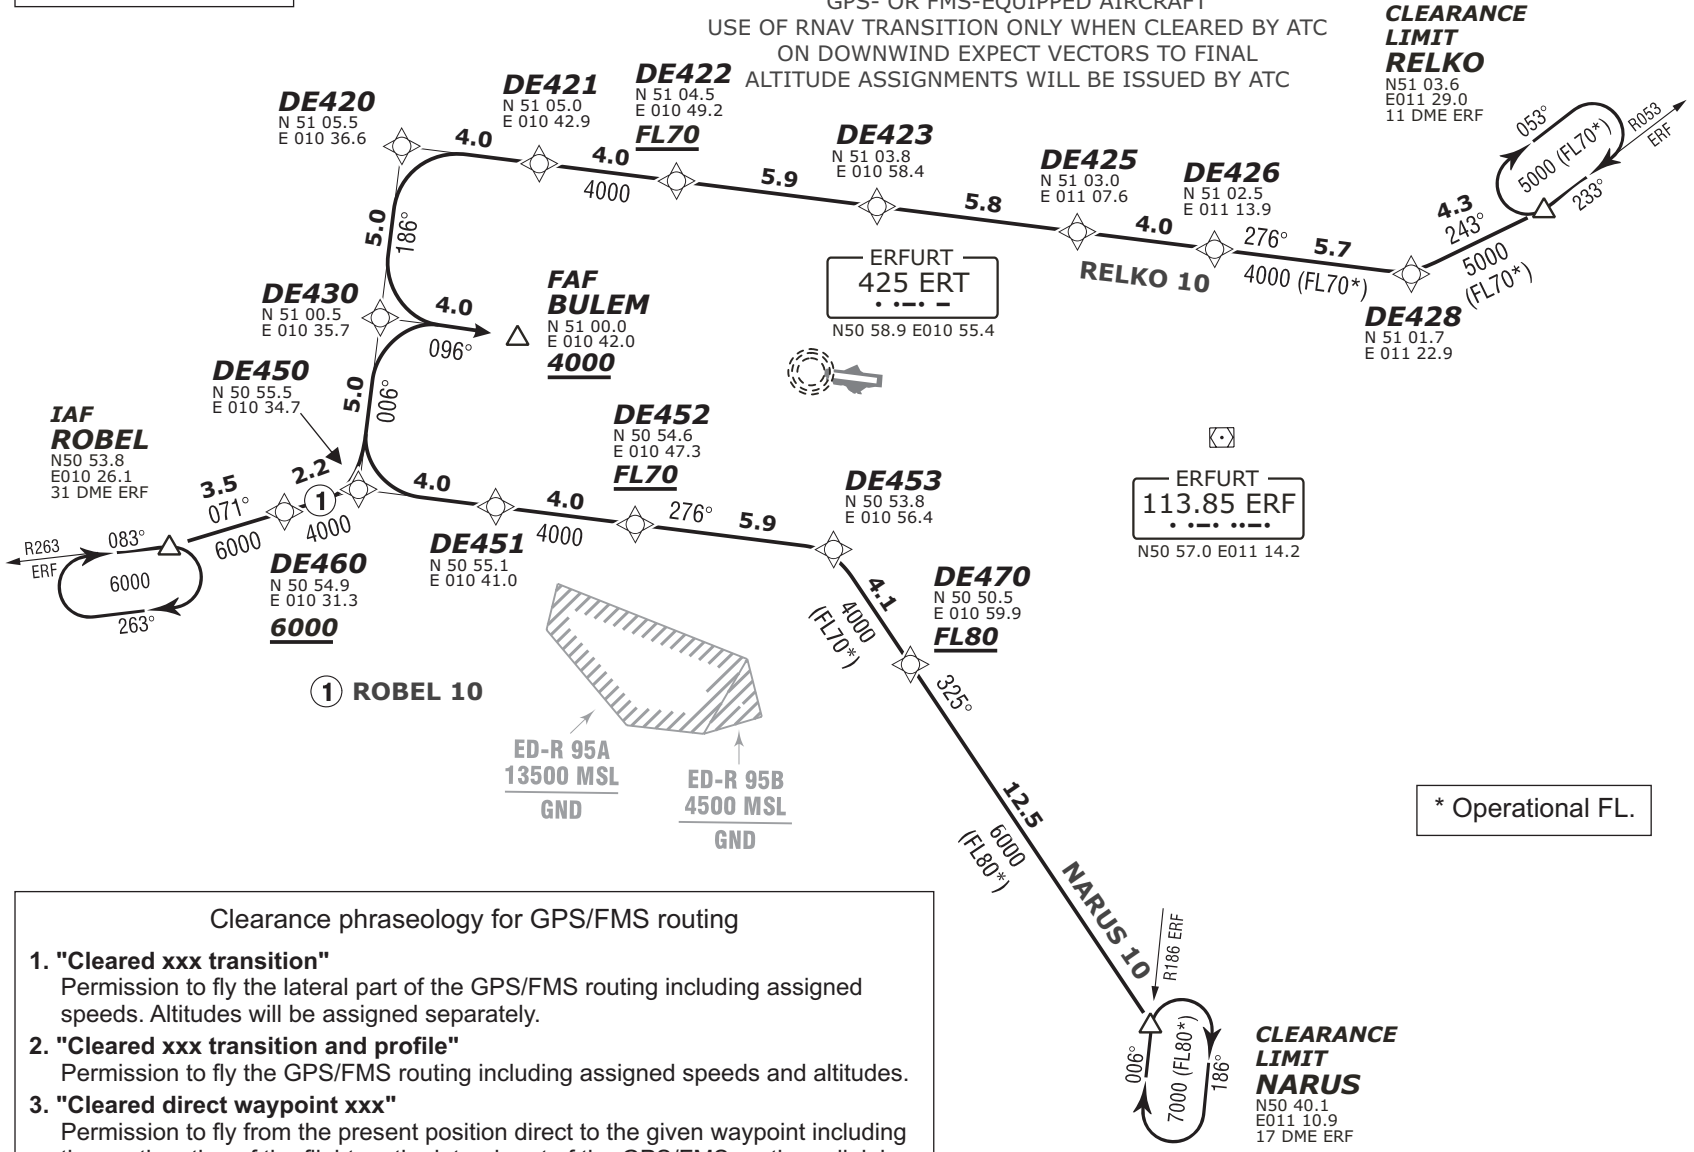 GPS- OR FMS-EQUIPPED AIRCRAFT
USE OF RNAV TRANSITION ONLY WHEN CLEARED BY ATC
ON DOWNWIND EXPECT VECTORS TO FINAL
ALTITUDE ASSIGNMENTS WILL BE ISSUED BY ATC
CLEARANCE
LIMIT
RELKO
N51 03.6
E011 29.0
11 DME ERF
053°
R053
ERF
5000 (FL70*)
233°
DE420
N 51 05.5
E 010 36.6
4.0
DE421
N 51 05.0
E 010 42.9
4.0
4000
DE422
N 51 04.5
E 010 49.2
FL70
5.9
DE423
N 51 03.8
E 010 58.4
5.8
DE425
N 51 03.0
E 011 07.6
4.0
DE426
N 51 02.5
E 011 13.9
276°
5.7
4000 (FL70*)
RELKO 10
4.3
243°
5000
(FL70*)
DE428
N 51 01.7
E 011 22.9
5.0
186°
ERFURT
425 ERT
N50 58.9 E010 55.4
DE430
N 51 00.5
E 010 35.7
4.0
096°
FAF
BULEM
N 51 00.0
E 010 42.0
4000
DE450
N 50 55.5
E 010 34.7
5.0
006°
IAF
ROBEL
N50 53.8
E010 26.1
31 DME ERF
3.5
071°
6000
2.2
1
4000
R263
ERF
083°
6000
263°
DE460
N 50 54.9
E 010 31.3
6000
4.0
DE451
N 50 55.1
E 010 41.0
4.0
4000
DE452
N 50 54.6
E 010 47.3
FL70
276°
5.9
DE453
N 50 53.8
E 010 56.4
ERFURT
113.85 ERF
N50 57.0 E011 14.2
4.1
4000
(FL70*)
DE470
N 50 50.5
E 010 59.9
FL80
325°
1 ROBEL 10
ED-R 95A
13500 MSL
GND
ED-R 95B
4500 MSL
GND
12.5
6000
(FL80*)
NARUS 10
* Operational FL.
R186 ERF
006°
7000 (FL80*)
186°
CLEARANCE
LIMIT
NARUS
N50 40.1
E011 10.9
17 DME ERF
Clearance phraseology for GPS/FMS routing
1. "Cleared xxx transition"
Permission to fly the lateral part of the GPS/FMS routing including assigned
speeds. Altitudes will be assigned separately.
2. "Cleared xxx transition and profile"
Permission to fly the GPS/FMS routing including assigned speeds and altitudes.
3. "Cleared direct waypoint xxx"
Permission to fly from the present position direct to the given waypoint including